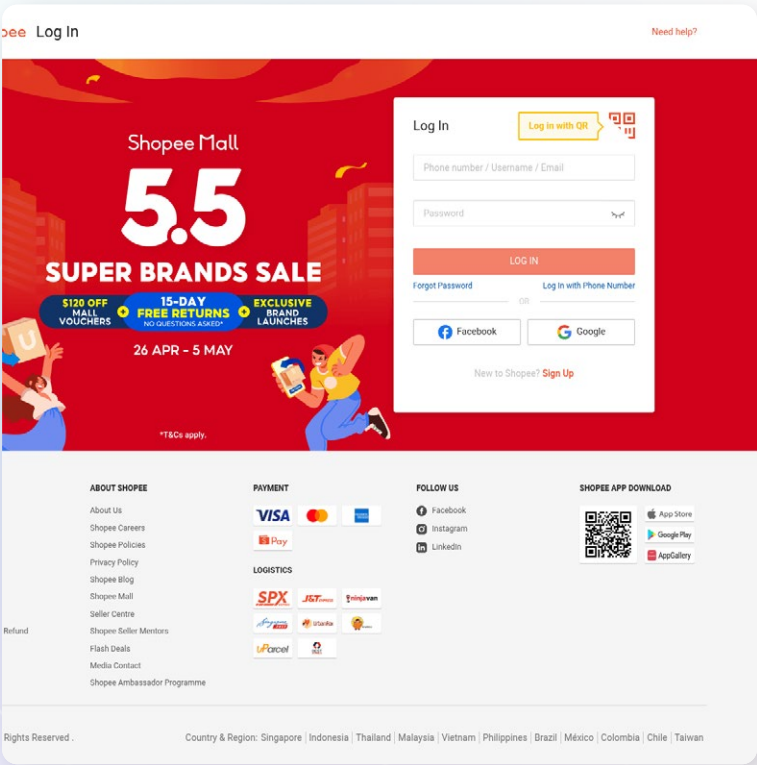 pee Log In
Need help?
Shopee Mall
5.5
SUPER BRANDS SALE
$120 OFF
MALL
VOUCHERS
+
15-DAY
FREE RETURNS
NO QUESTIONS ASKED*
+
EXCLUSIVE
BRAND
LAUNCHES
26 APR - 5 MAY
*T&Cs apply.
Log In
Log in with QR
Phone number / Username / Email
Password
LOG IN
Forgot Password
Log In with Phone Number
OR
Facebook
Google
New to Shopee? Sign Up
Refund
ABOUT SHOPEE
About Us
Shopee Careers
Shopee Policies
Privacy Policy
Shopee Blog
Shopee Mall
Seller Centre
Shopee Seller Mentors
Flash Deals
Media Contact
Shopee Ambassador Programme
PAYMENT
VISA
Pay
LOGISTICS
SPX
J&T EXPRESS
ninjavan
Singapore Post
urbanfox
uParcel
FOLLOW US
Facebook
Instagram
LinkedIn
SHOPEE APP DOWNLOAD
App Store
Google Play
AppGallery
Rights Reserved .
Country & Region: Singapore | Indonesia | Thailand | Malaysia | Vietnam | Philippines | Brazil | México | Colombia | Chile | Taiwan